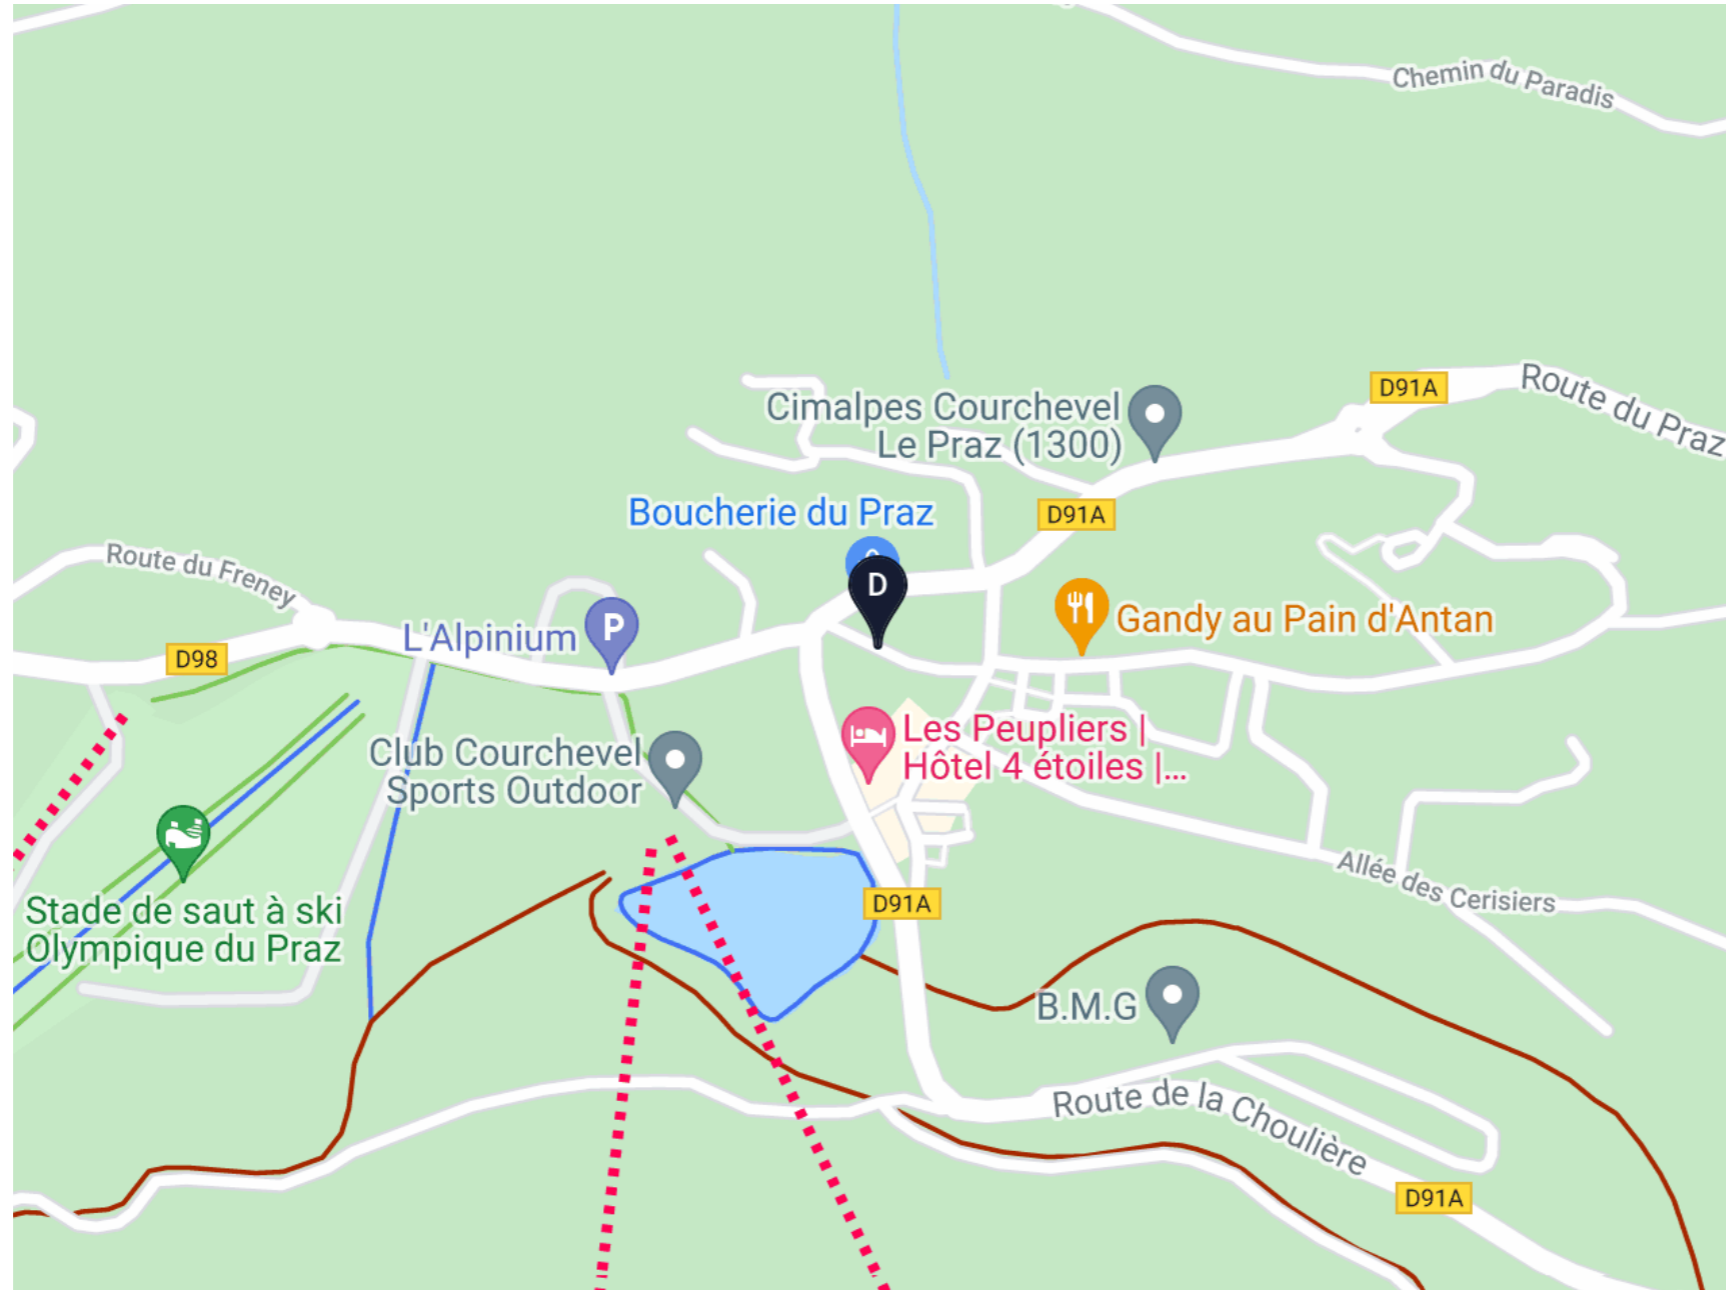 Chemin du Paradis
D91A
Route du Praz
Cimalpes Courchevel
Le Praz (1300)
D91A
Boucherie du Praz
D
Route du Freney
P
L'Alpinium
Gandy au Pain d'Antan
D98
Les Peupliers |
Hôtel 4 étoiles |...
Club Courchevel
Sports Outdoor
Allée des Cerisiers
D91A
Stade de saut à ski
Olympique du Praz
B.M.G
Route de la Choulière
D91A